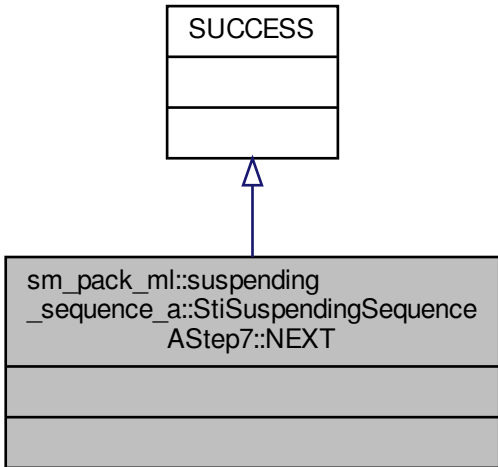 SUCCESS
sm_pack_ml::suspending
_sequence_a::StiSuspendingSequence
AStep7::NEXT